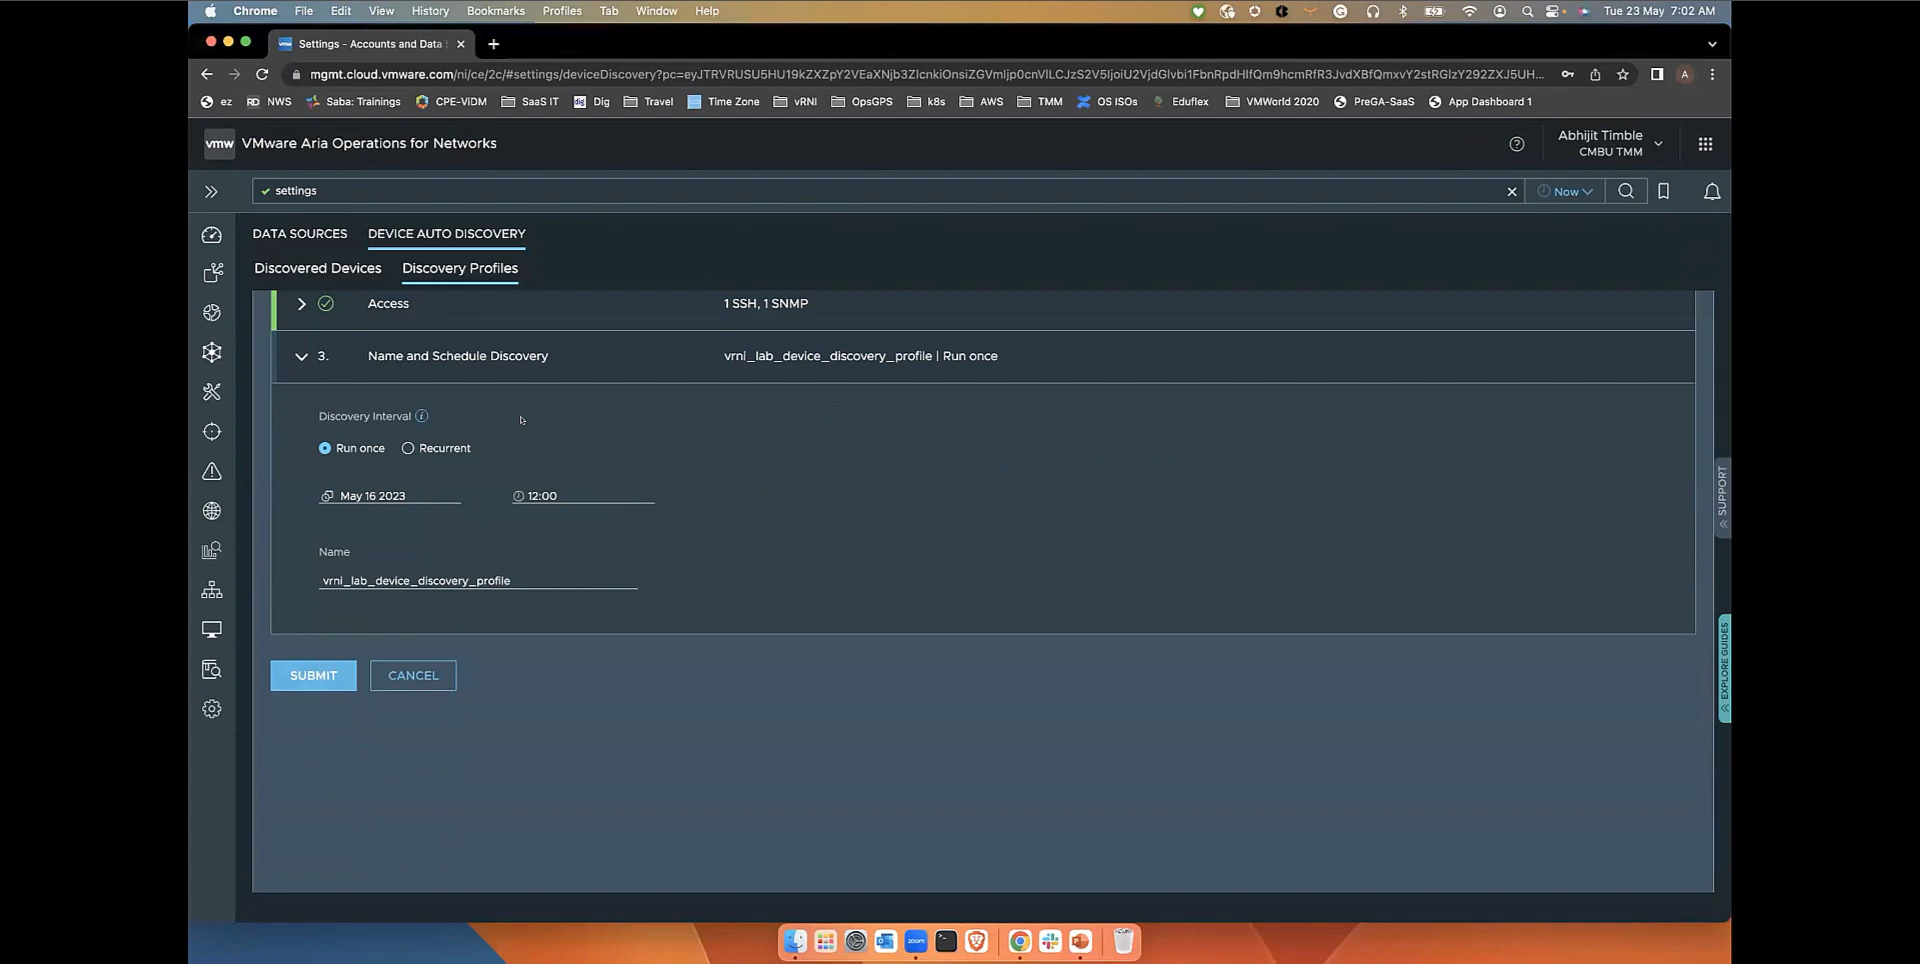 Chrome File Edit View History Bookmarks Profiles Tab Window Help Tue 23 May 7:02 AM
Settings - Accounts and Data
mgmt.cloud.vmware.com/ni/ce/2c/#settings/deviceDiscovery?pc=
ez NWS Saba: Trainings CPE-ViDM SaaS IT Dig Travel Time Zone vRNI OpsGPS k8s AWS TMM OS ISOs Eduflex VMWorld 2020 PreGA-SaaS App Dashboard 1
vmw VMware Aria Operations for Networks
Abhijit Timble
CMBU TMM
settings Now
DATA SOURCES DEVICE AUTO DISCOVERY
Discovered Devices Discovery Profiles
Access 1 SSH, 1 SNMP
3. Name and Schedule Discovery vrni_lab_device_discovery_profile | Run once
Discovery Interval
Run once Recurrent
May 16 2023 12:00
Name
vrni_lab_device_discovery_profile
SUBMIT CANCEL
SUPPORT
EXPLORE GUIDES
zoom